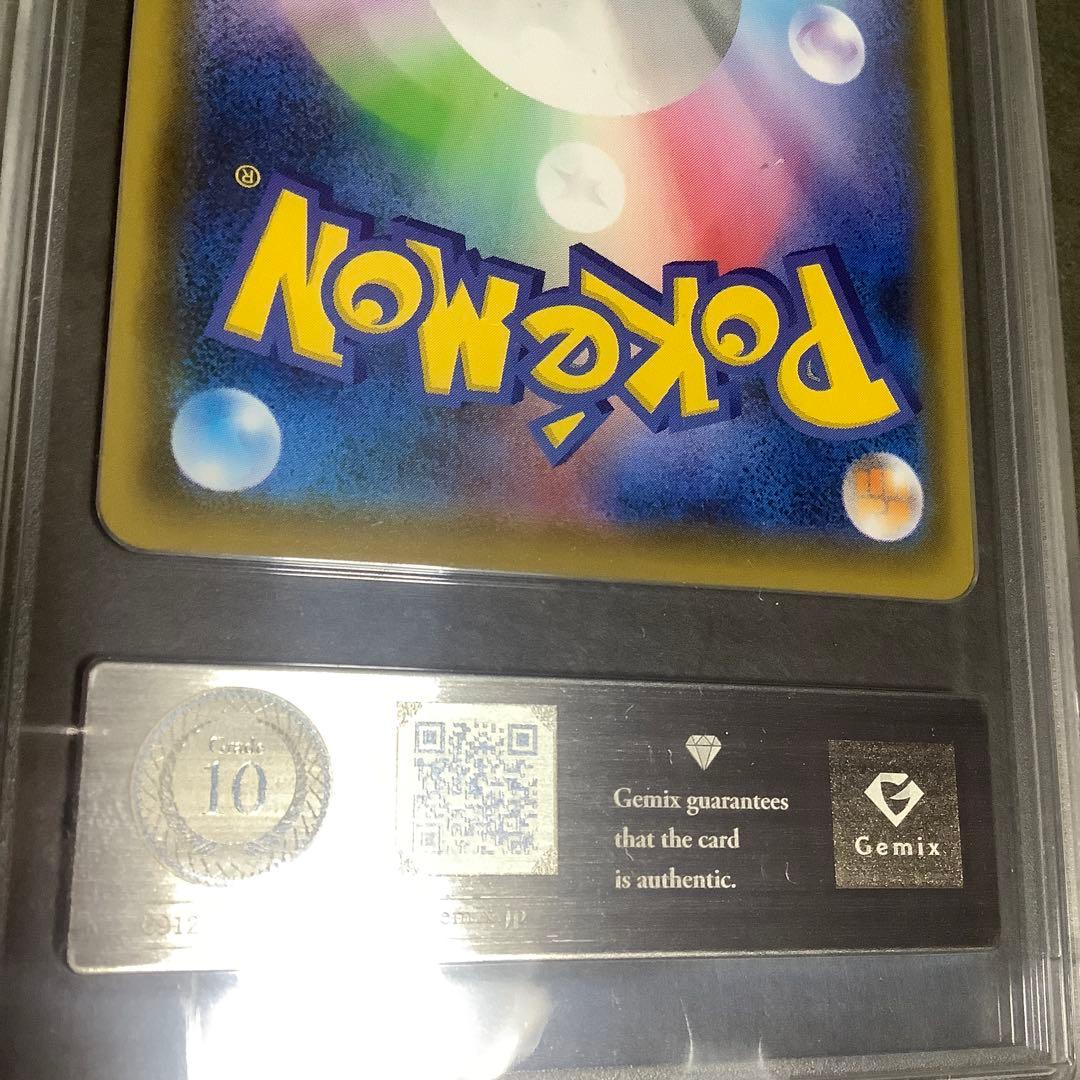 POKéMON
®
Grade
10
Gemix guarantees
that the card
is authentic.
Gemix